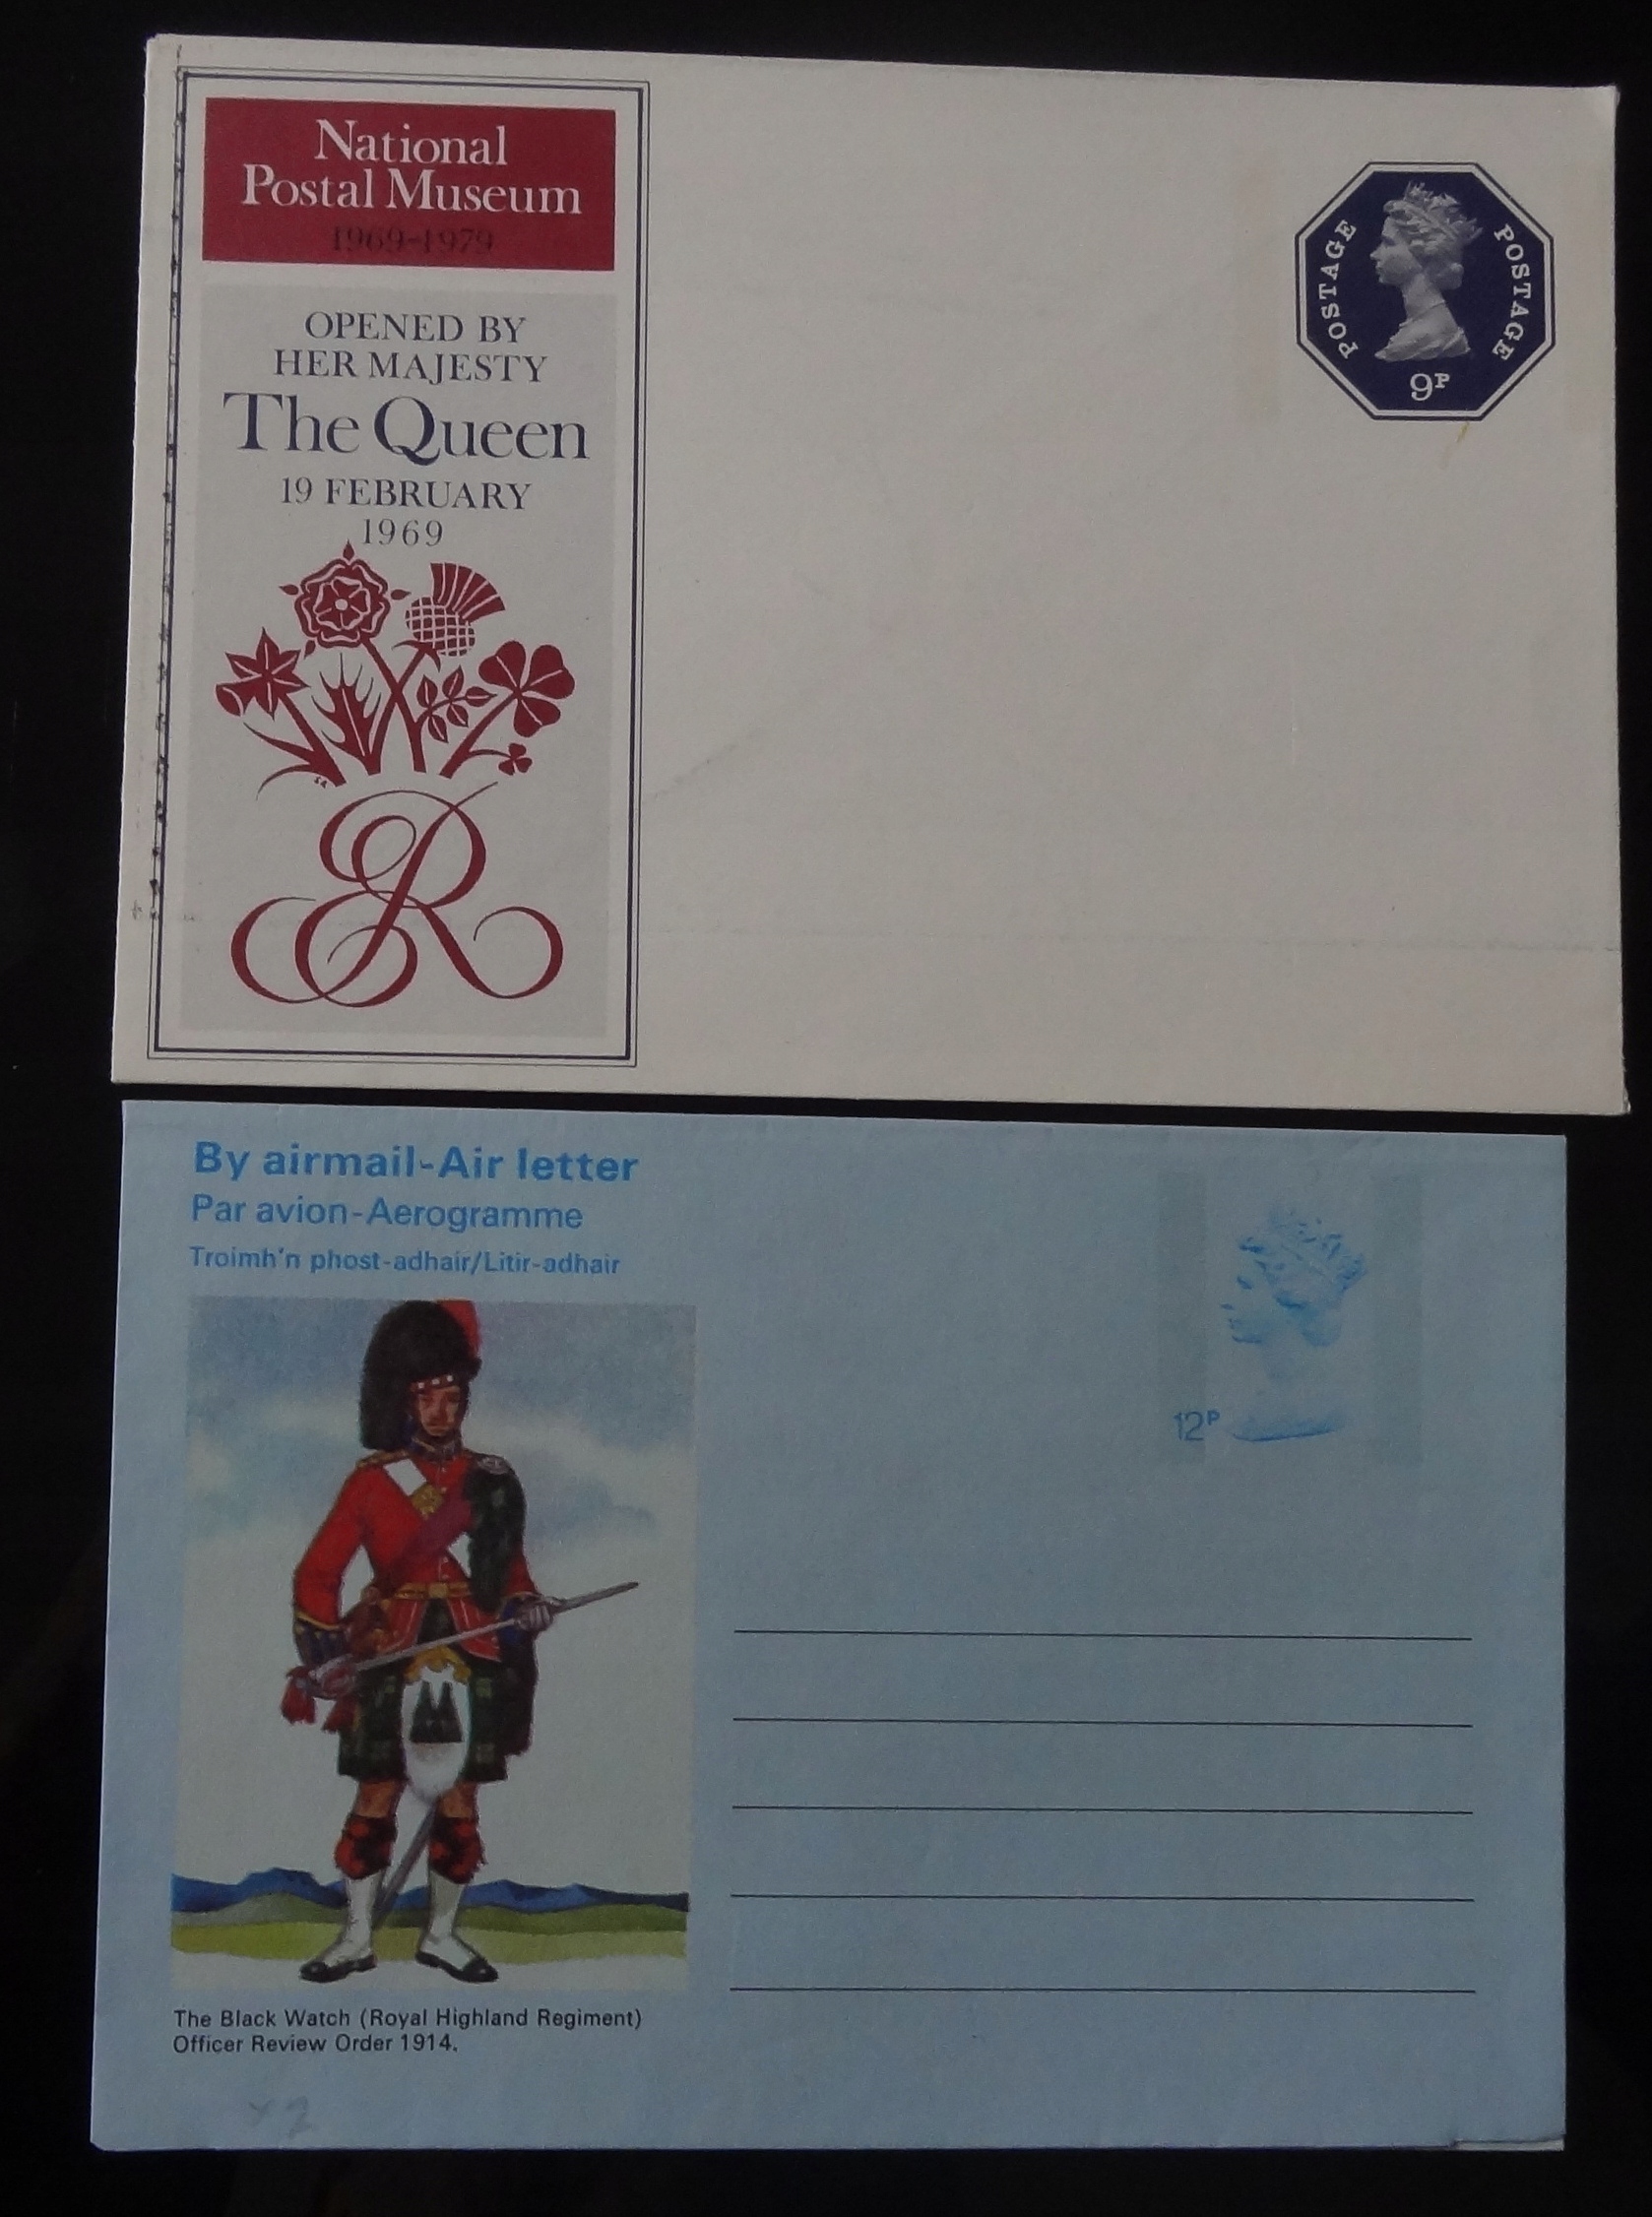 National
Postal Museum
1969-1979
OPENED BY
HER MAJESTY
The Queen
19 FEBRUARY
1969
ER
POSTAGE POSTAGE
9P
By airmail-Air letter
Par avion-Aerogramme
Troimh'n phost-adhair/Litir-adhair
12P
The Black Watch (Royal Highland Regiment)
Officer Review Order 1914.